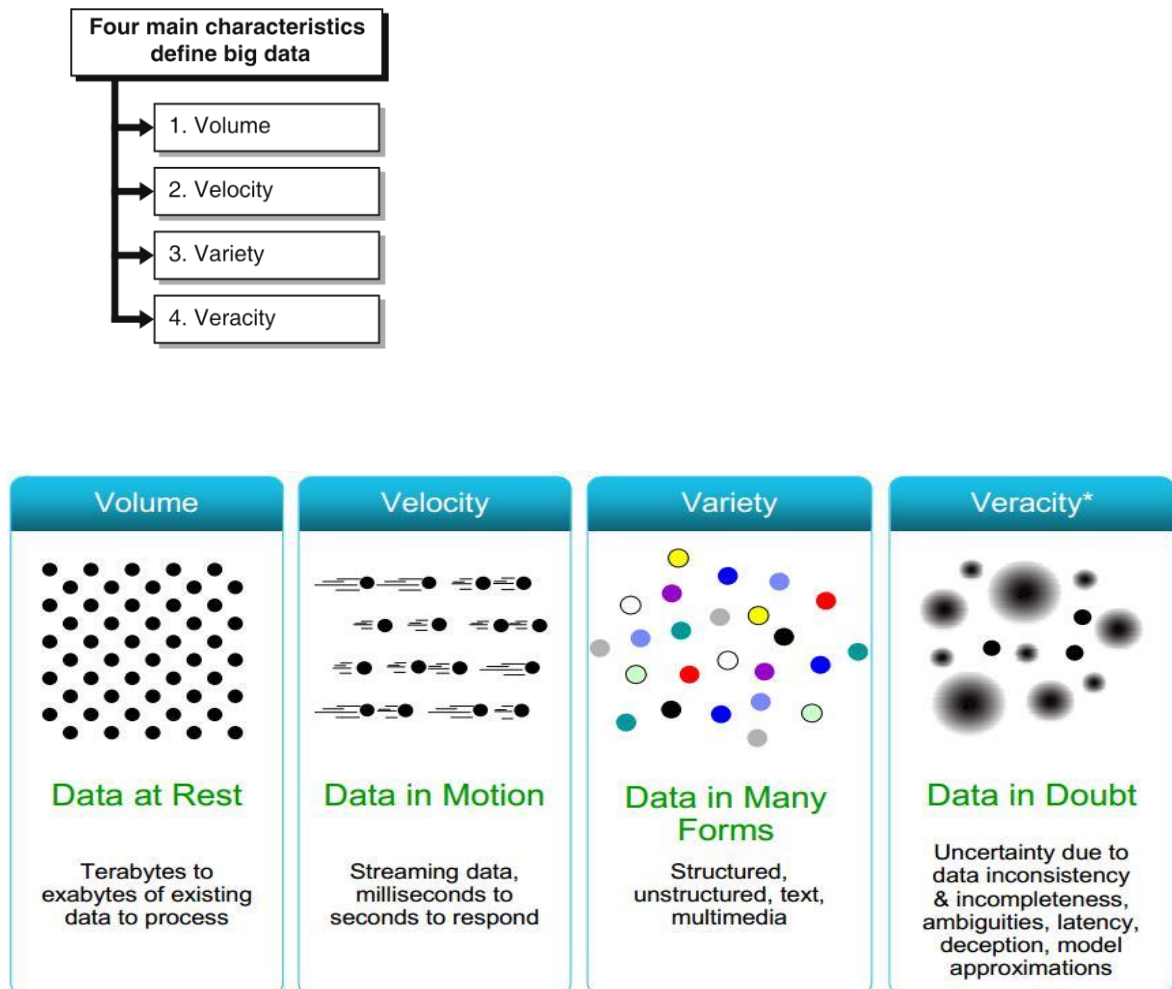 Four main characteristics
define big data
1. Volume
2. Velocity
3. Variety
4. Veracity
Volume
Data at Rest
Terabytes to
exabytes of existing
data to process
Velocity
Data in Motion
Streaming data,
milliseconds to
seconds to respond
Variety
Data in Many
Forms
Structured,
unstructured, text,
multimedia
Veracity*
Data in Doubt
Uncertainty due to
data inconsistency
& incompleteness,
ambiguities, latency,
deception, model
approximations